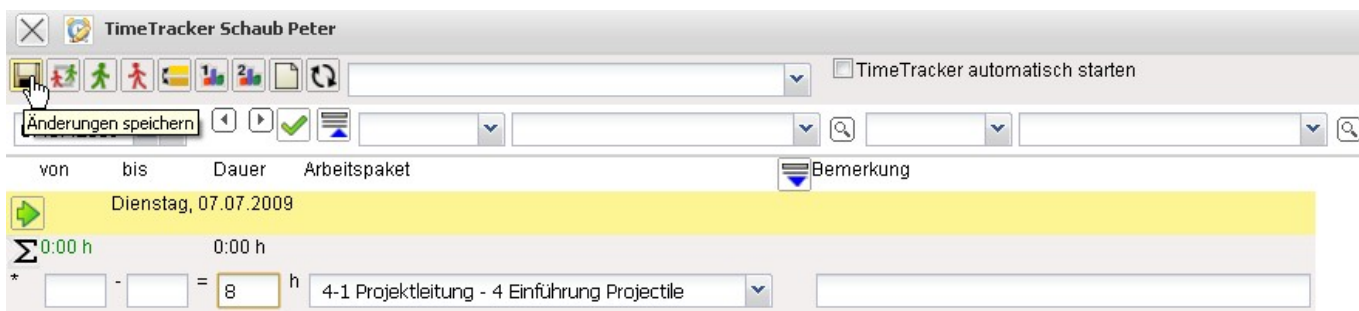 TimeTracker Schaub Peter
TimeTracker automatisch starten
Änderungen speichern
von bis Dauer Arbeitspaket Bemerkung
Dienstag, 07.07.2009
Σ 0:00 h 0:00 h
* - = 8 h 4-1 Projektleitung - 4 Einführung Projectile